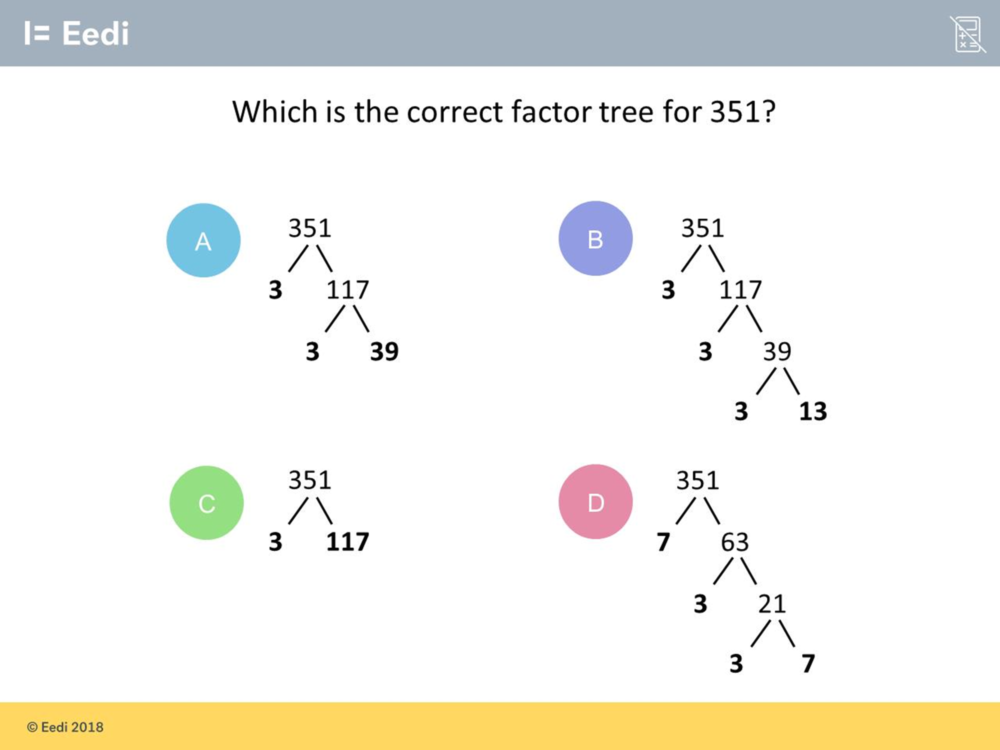 Eedi
Which is the correct factor tree for 351?
A
351
3 117
3 39
B
351
3 117
3 39
3 13
C
351
3 117
D
351
7 63
3 21
3 7
© Eedi 2018